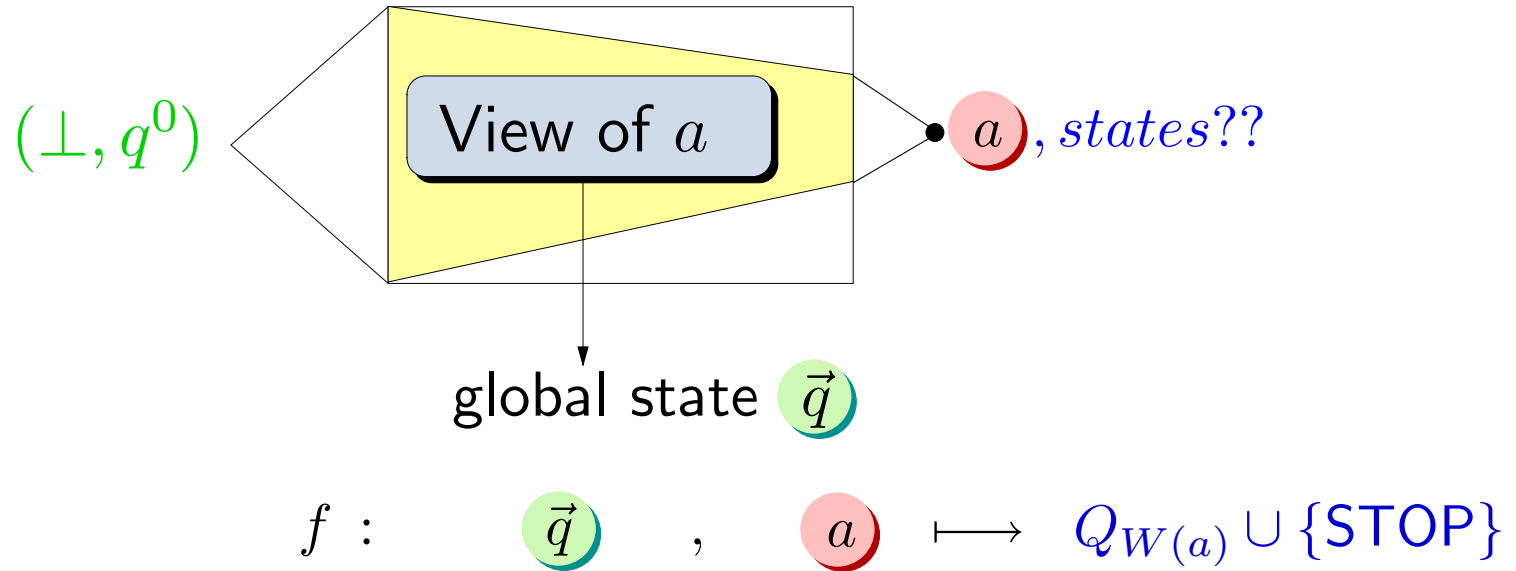 (⊥, q⁰) View of a a , states??
global state q⃗
f : q⃗ , a ⟼ Q_{W(a)} ∪ {STOP}